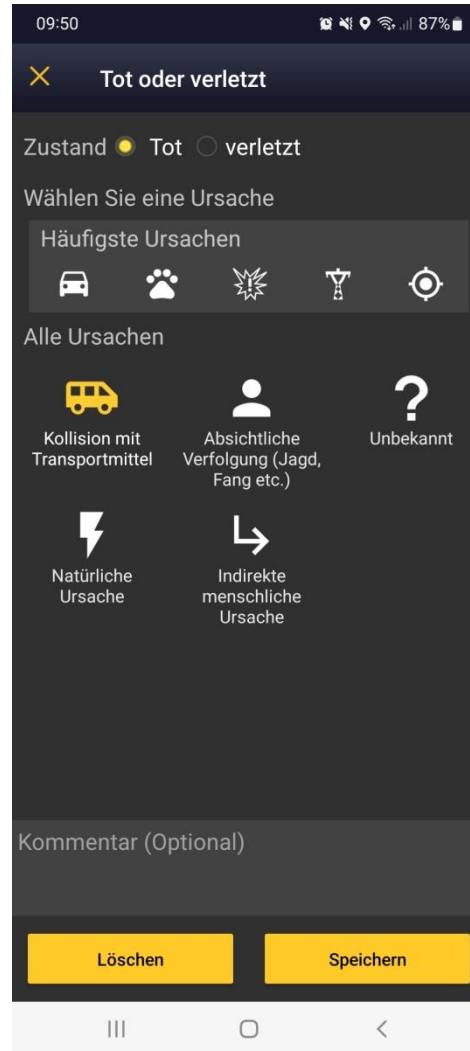 09:50 87%
Tot oder verletzt
Zustand Tot verletzt
Wählen Sie eine Ursache
Häufigste Ursachen
Alle Ursachen
Kollision mit Absichtliche Unbekannt
Transportmittel Verfolgung (Jagd,
Fang etc.)
Natürliche Indirekte
Ursache menschliche
Ursache
Kommentar (Optional)
Löschen Speichern